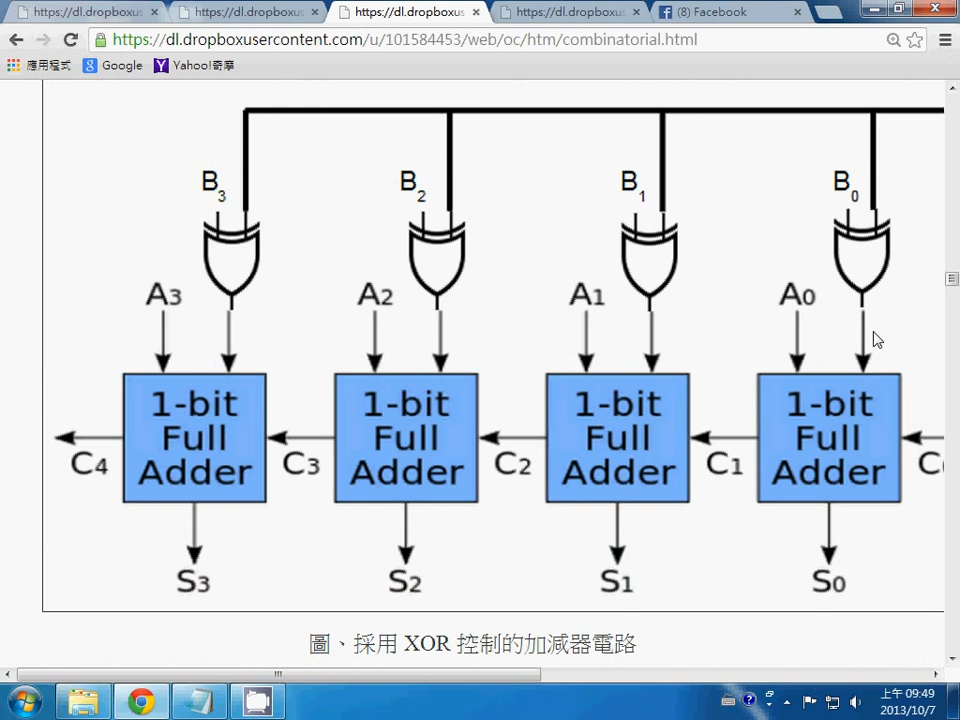 https://dl.dropboxus
https://dl.dropboxus
https://dl.dropboxus
https://dl.dropboxus
(8) Facebook
https://dl.dropboxusercontent.com/u/101584453/web/oc/htm/combinatorial.html
應用程式
Google
Yahoo!奇摩
B3 B2 B1 B0
A3 A2 A1 A0
1-bit Full Adder
1-bit Full Adder
1-bit Full Adder
1-bit Full Adder
C4 C3 C2 C1 C
S3 S2 S1 S0
圖、採用 XOR 控制的加減器電路
上午 09:49
2013/10/7